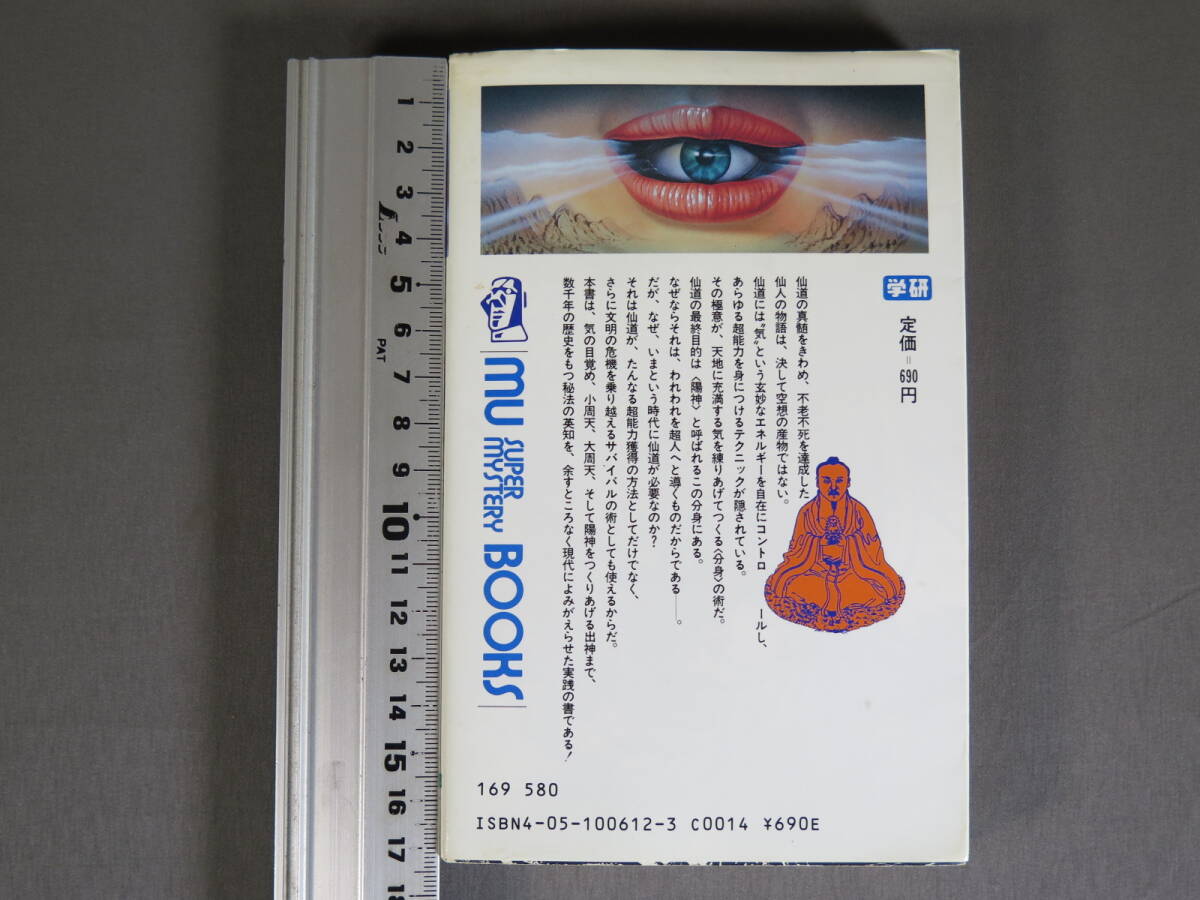 学研
定価=690円
仙道の真髄をきわめ、不老不死を達成した
仙人の物語は、決して空想の産物ではない。
仙道には〝気〟という玄妙なエネルギーを自在にコントロールし、
あらゆる超能力を身につけるテクニックが隠されている。
その極意が、天地に充満する気を練りあげてつくる〈分身〉の術だ。
仙道の最終目的は〈陽神〉と呼ばれるこの分身にある。
なぜならそれは、われわれを超人へと導くものだからである――。
だが、なぜ、いまという時代に仙道が必要なのか?
それは仙道が、たんなる超能力獲得の方法としてだけでなく、
さらに文明の危機を乗り越えるサバイバルの術としても使えるからだ。
本書は、気の目覚め、小周天、大周天、そして陽神をつくりあげる出神まで、
数千年の歴史をもつ秘法の英知を、余すところなく現代によみがえらせた実践の書である!
MU SUPER MYSTERY BOOKS
169 580
ISBN4-05-100612-3 C0014 ¥690E
1
2
3
4
5
6
PAT
7
8
9
10
11
12
13
14
15
16
17
18